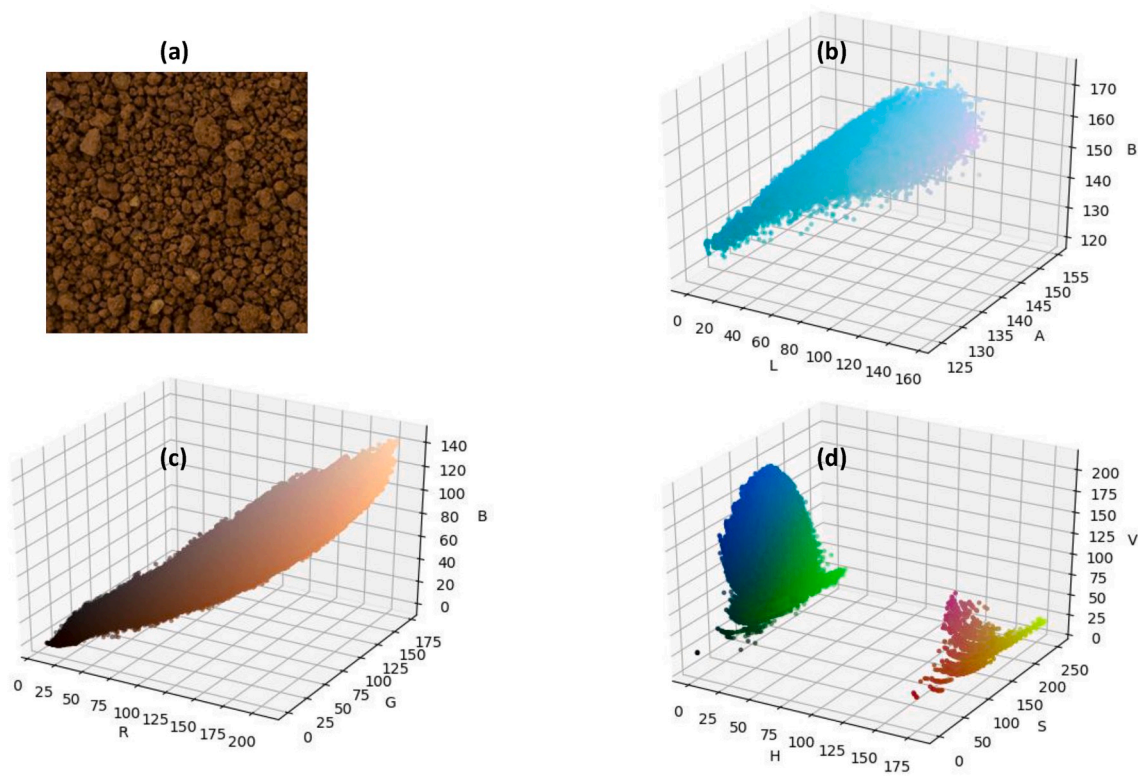 (a)
(b)
170
160
150
140
130
120
B
0 20 40 60 80 100 120 140 160
L
125 130 135 140 145 150 155
A
(c)
140
120
100
80
60
40
20
0
B
0 25 50 75 100 125 150 175 200
R
0 25 50 75 100 125 150 175
G
(d)
200
175
150
125
100
75
50
25
0
V
0 25 50 75 100 125 150 175
H
0 50 100 150 200 250
S